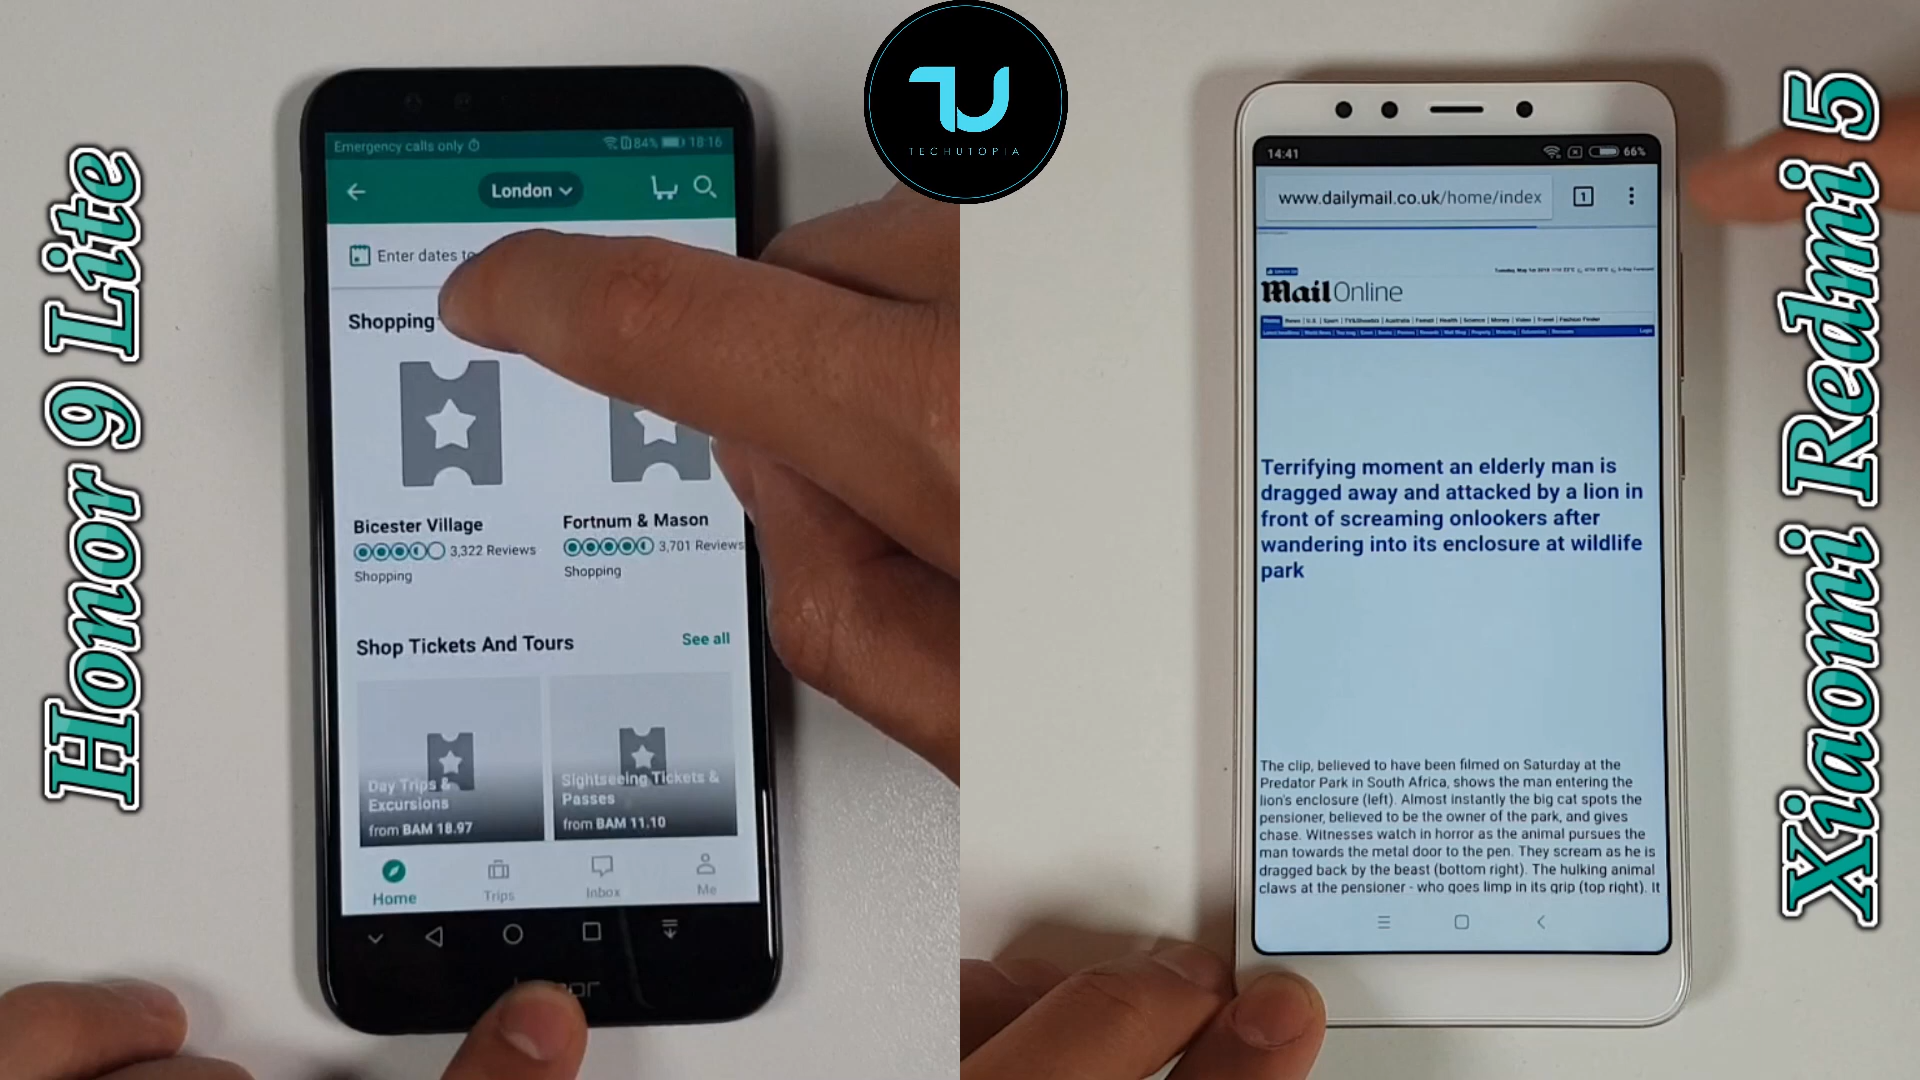 Honor 9 Lite
Emergency calls only
84%
18:16
London
Enter dates to
Shopping
Bicester Village
3,322 Reviews
Shopping
Fortnum & Mason
3,701 Reviews
Shopping
Shop Tickets And Tours
See all
Day Trips &
Excursions
from BAM 18.97
Sightseeing Tickets &
Passes
from BAM 11.10
Home
Trips
Inbox
Me
TU
TECHUTOPIA
14:41
66%
www.dailymail.co.uk/home/index
1
Mail Online
Terrifying moment an elderly man is
dragged away and attacked by a lion in
front of screaming onlookers after
wandering into its enclosure at wildlife
park
The clip, believed to have been filmed on Saturday at the
Predator Park in South Africa, shows the man entering the
lion's enclosure (left). Almost instantly the big cat spots the
pensioner, believed to be the owner of the park, and gives
chase. Witnesses watch in horror as the animal pursues the
man towards the metal door to the pen. They scream as he is
dragged back by the beast (bottom right). The hulking animal
claws at the pensioner - who goes limp in its grip (top right). It
Xiaomi Redmi 5